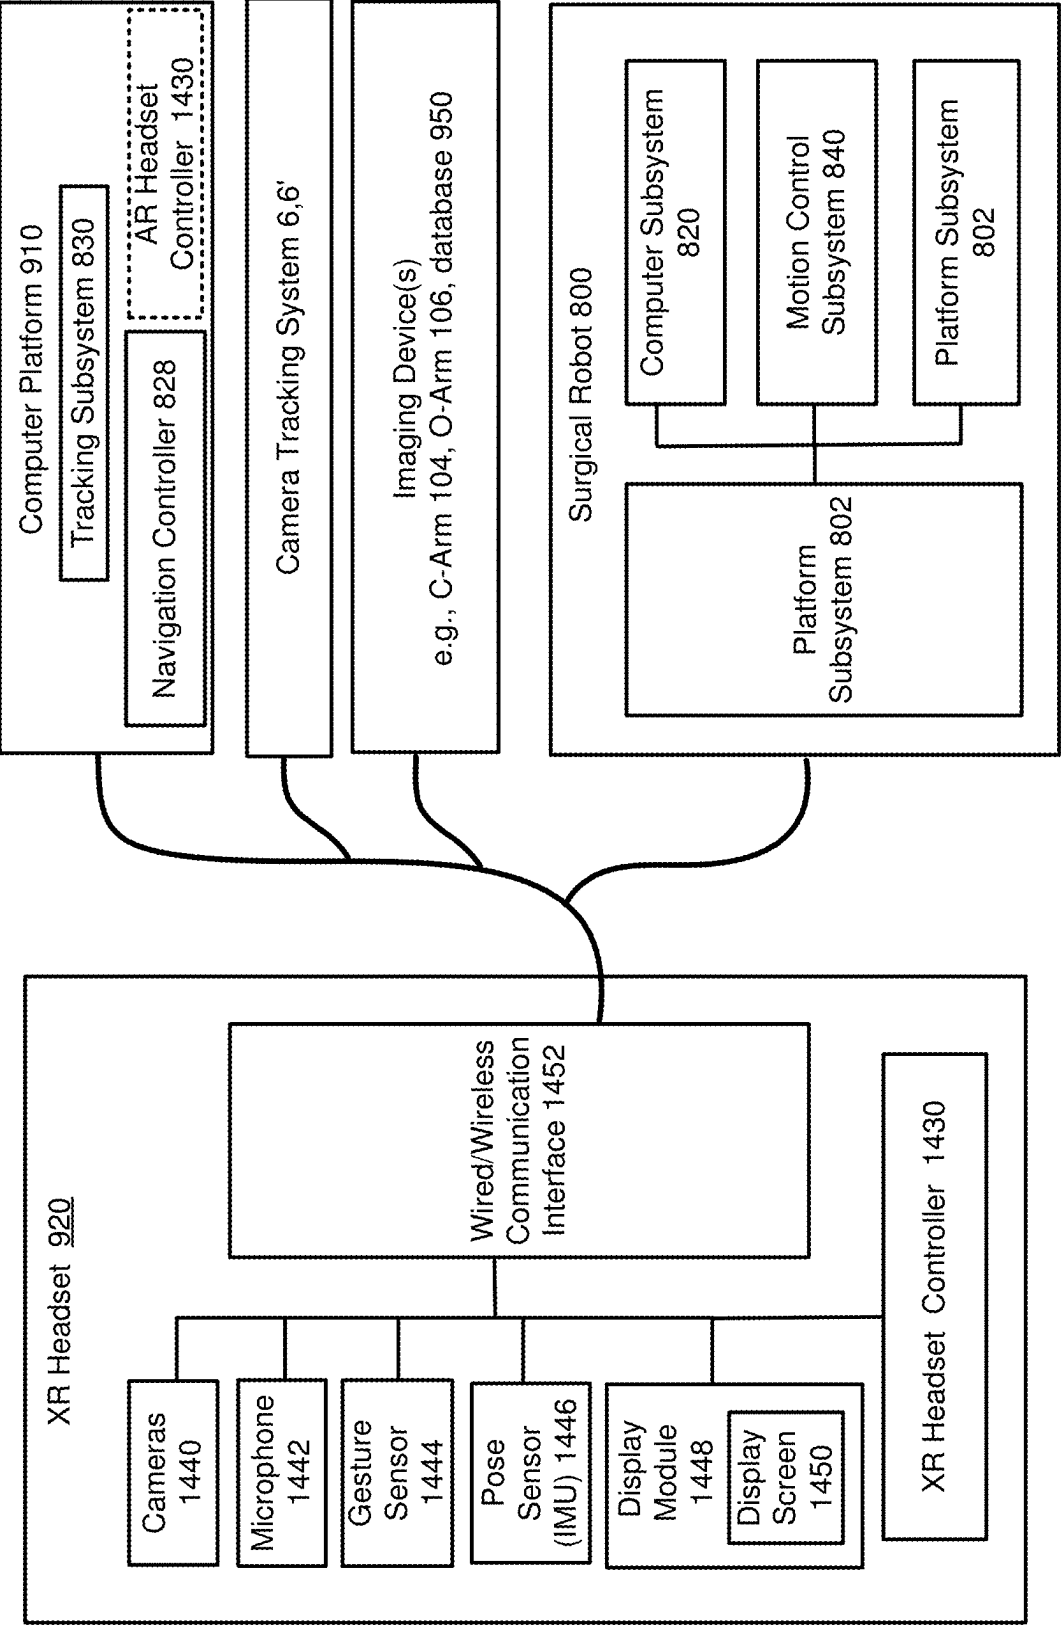 XR Headset 920
Cameras
1440
Microphone
1442
Gesture
Sensor
1444
Pose
Sensor
(IMU) 1446
Display
Module
1448
Display
Screen
1450
Wired/Wireless
Communication
Interface 1452
XR Headset Controller 1430
Computer Platform 910
Tracking Subsystem 830
Navigation Controller 828
AR Headset
Controller 1430
Camera Tracking System 6,6'
Imaging Device(s)
e.g., C-Arm 104, O-Arm 106, database 950
Surgical Robot 800
Platform
Subsystem 802
Computer Subsystem
820
Motion Control
Subsystem 840
Platform Subsystem
802